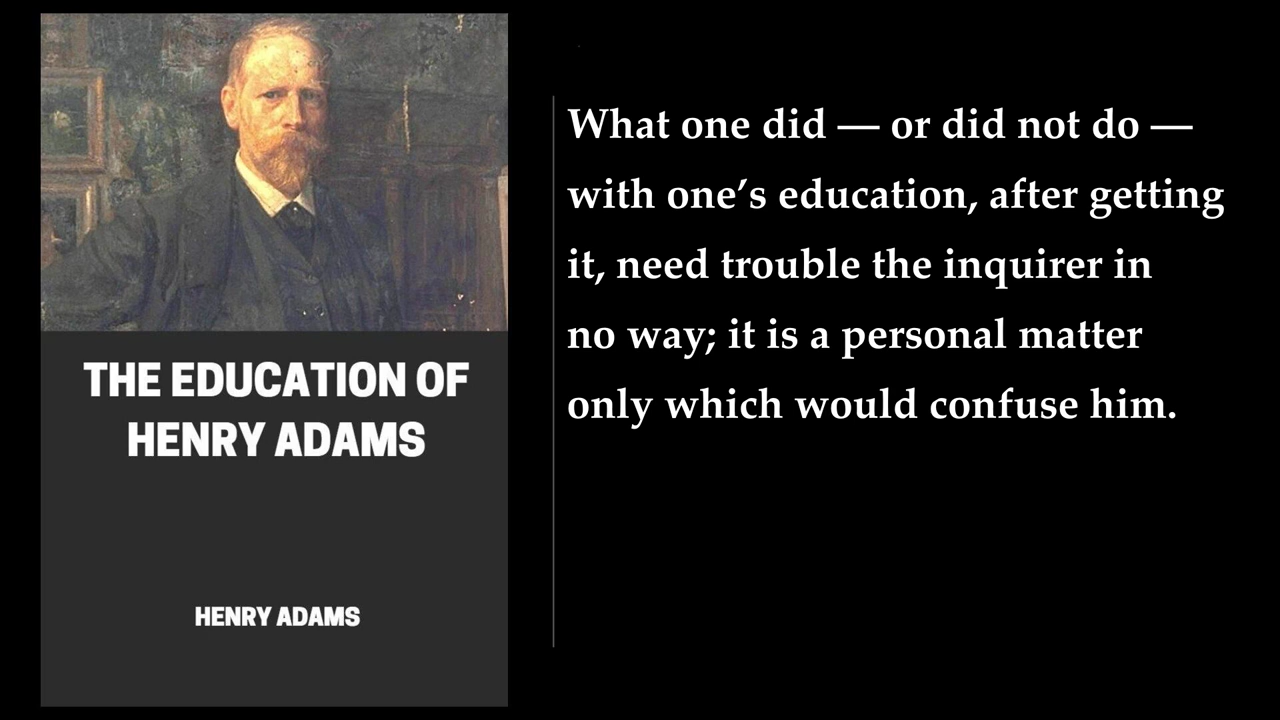 THE EDUCATION OF
HENRY ADAMS
HENRY ADAMS
What one did — or did not do —
with one’s education, after getting
it, need trouble the inquirer in
no way; it is a personal matter
only which would confuse him.